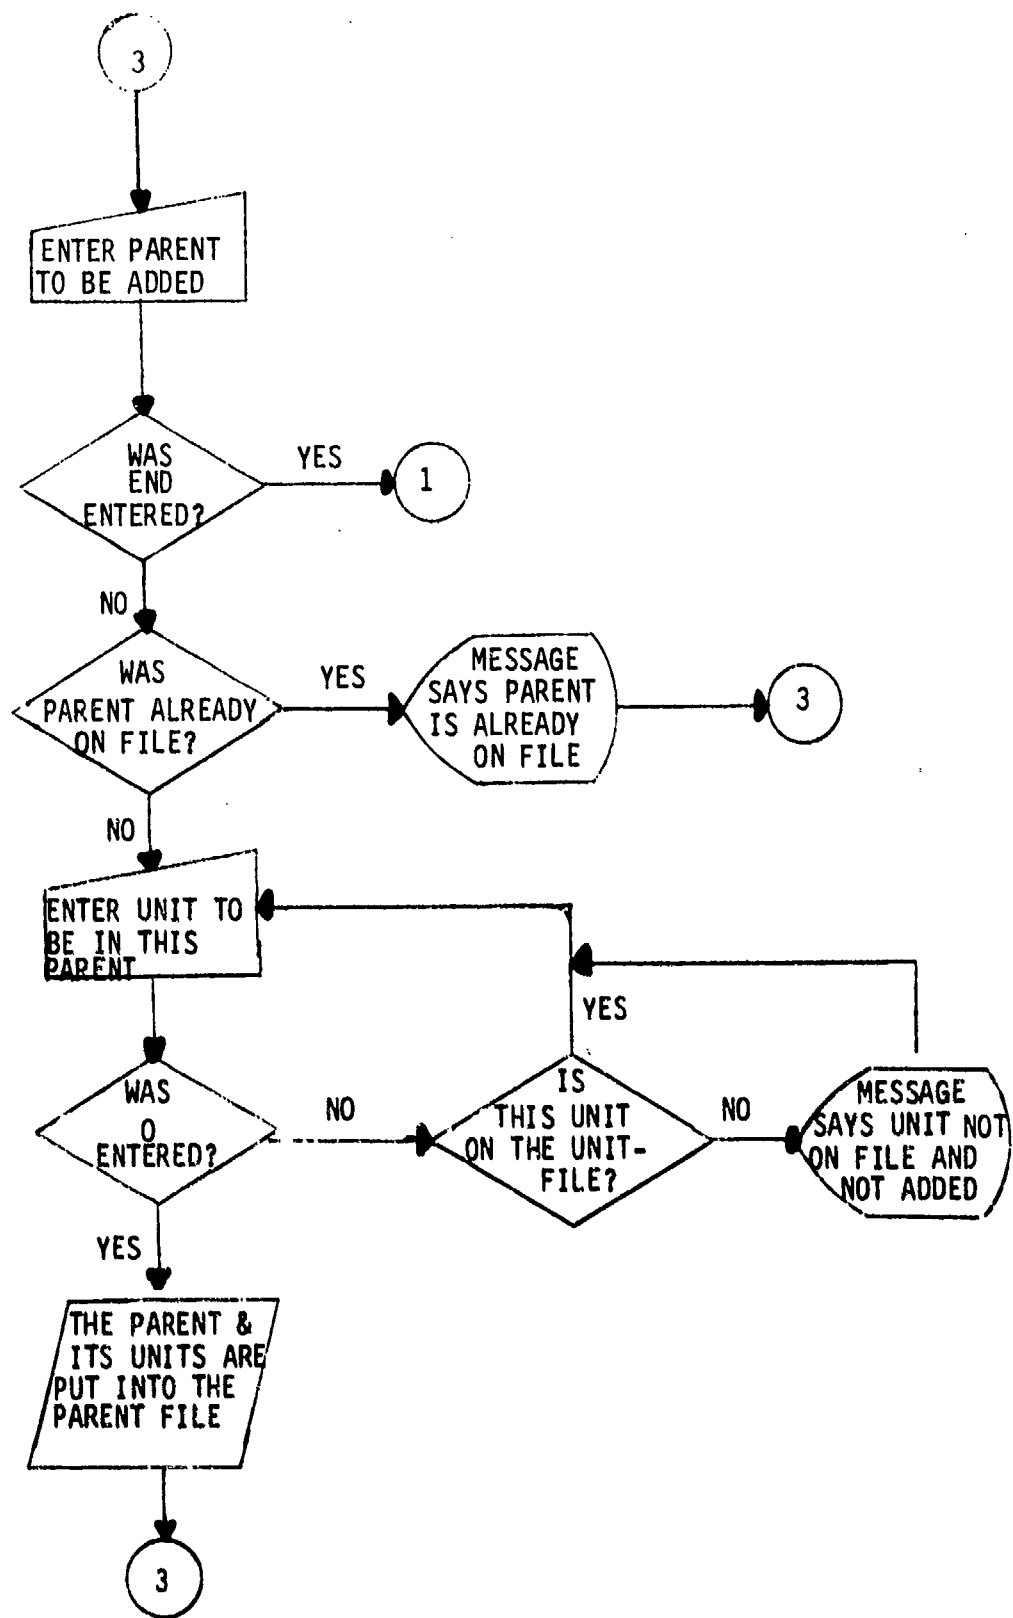 3
ENTER PARENT
TO BE ADDED
WAS
END
ENTERED?
YES
1
NO
WAS
PARENT ALREADY
ON FILE?
YES
MESSAGE
SAYS PARENT
IS ALREADY
ON FILE
3
NO
ENTER UNIT TO
BE IN THIS
PARENT
WAS
0
ENTERED?
NO
IS
THIS UNIT
ON THE UNIT-
FILE?
YES
NO
MESSAGE
SAYS UNIT NOT
ON FILE AND
NOT ADDED
YES
THE PARENT &
ITS UNITS ARE
PUT INTO THE
PARENT FILE
3